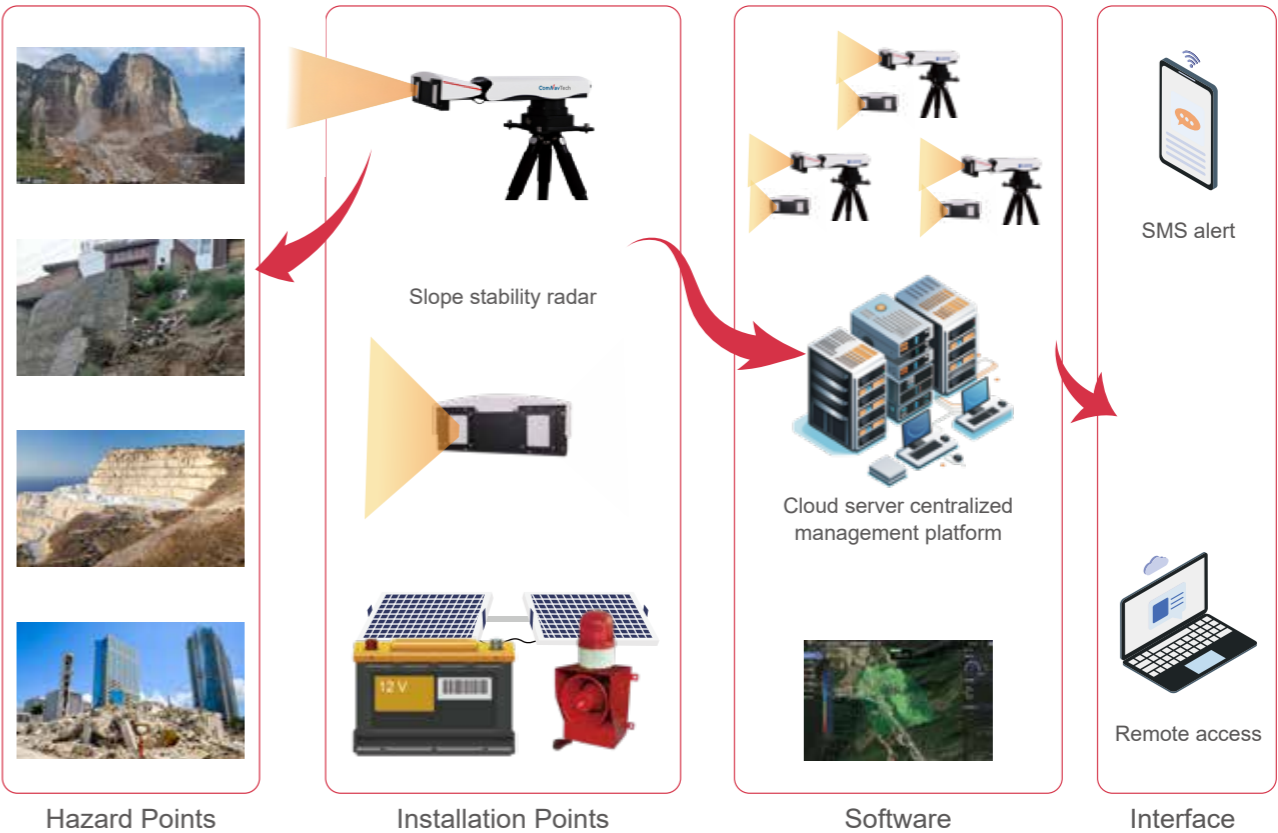 SMS alert
Slope stability radar
Cloud server centralized
management platform
12 V
Remote access
Hazard Points
Installation Points
Software
Interface